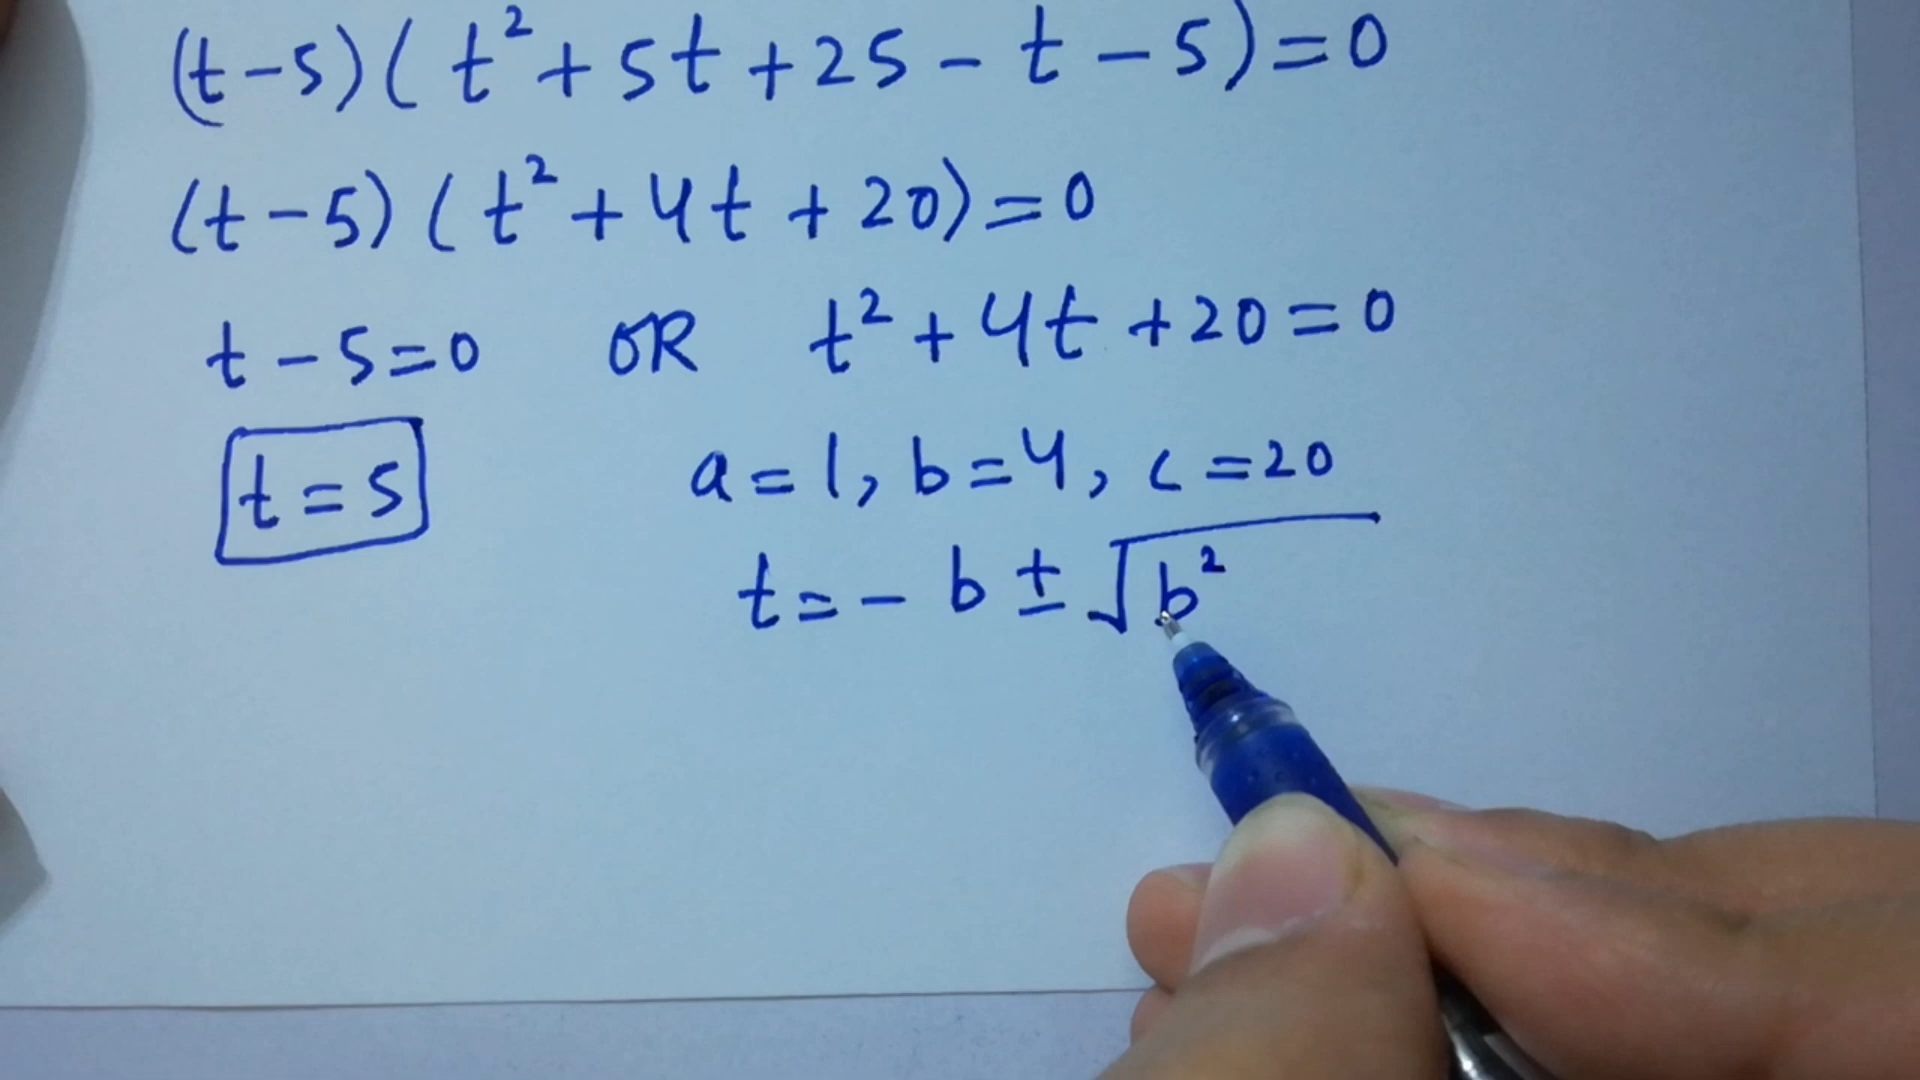 (t-5)(t²+5t+25-t-5)=0
(t-5)(t²+4t+20)=0
t-5=0 OR t²+4t+20=0
t=5 a=1, b=4, c=20
t=-b±√b²